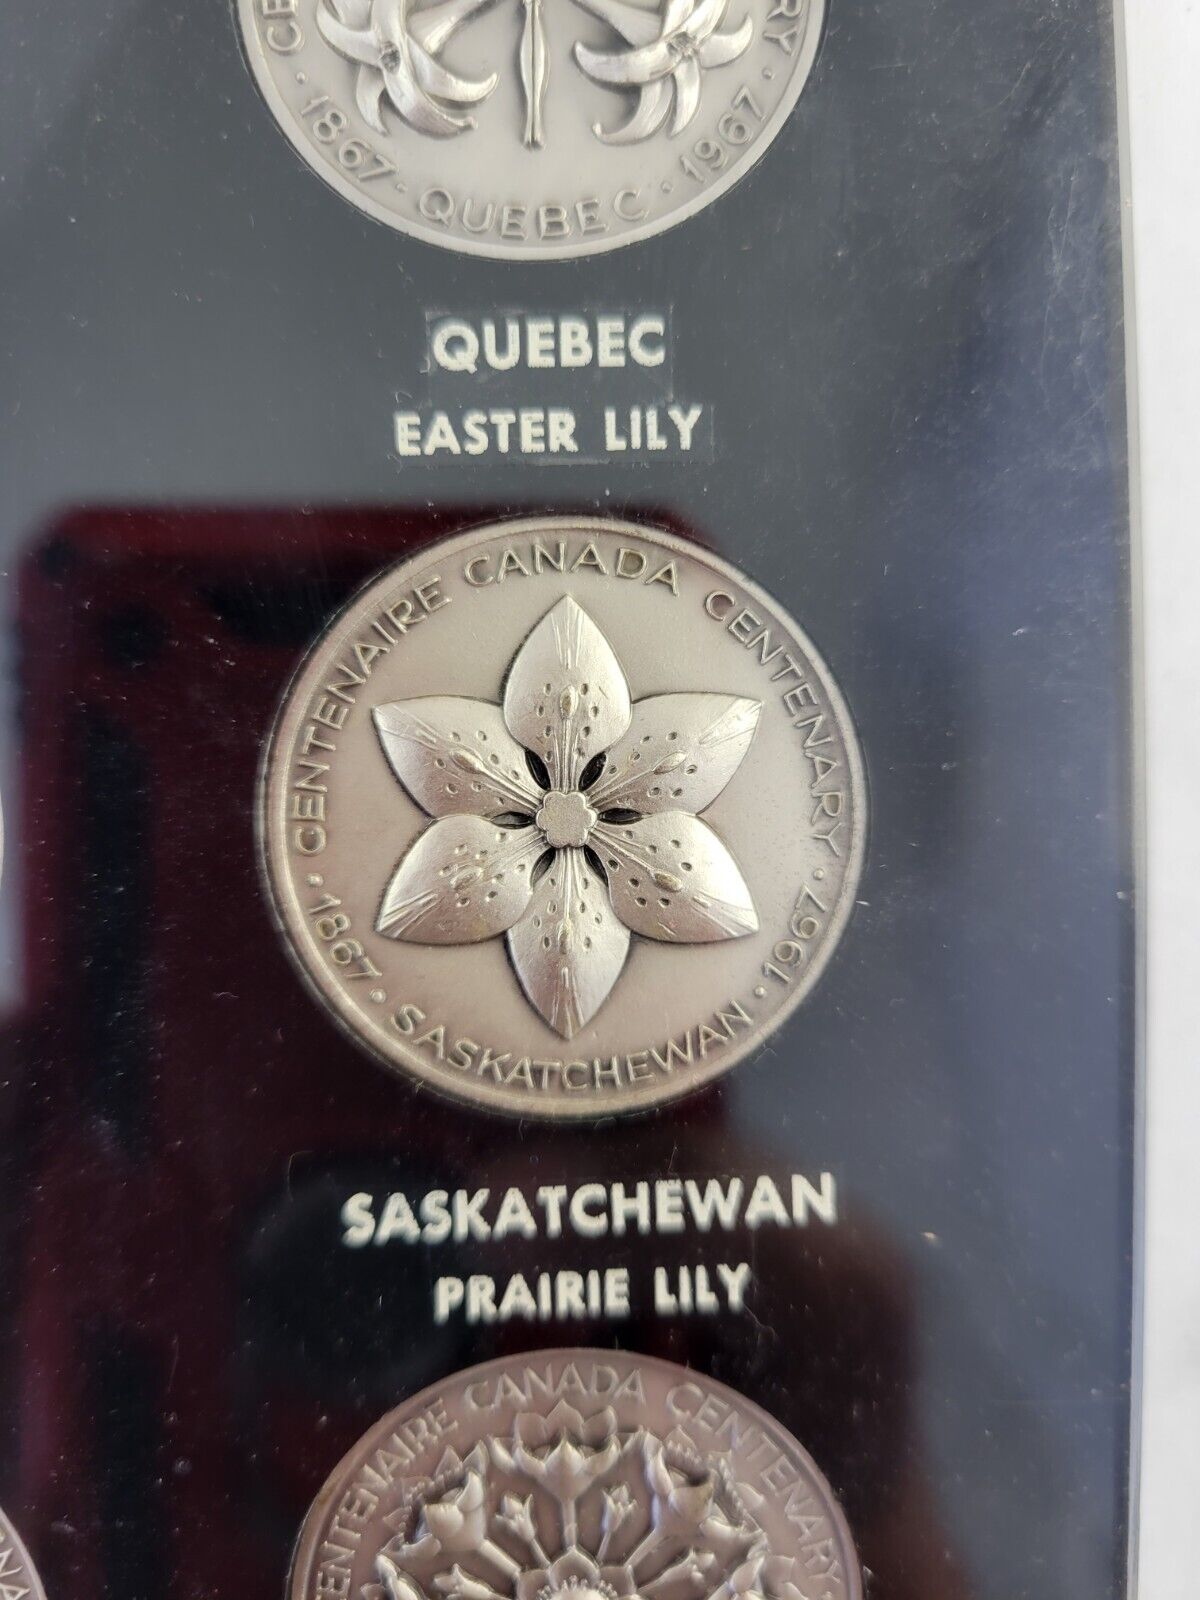 1867 · QUEBEC · 1967 ·
QUEBEC
EASTER LILY
· CENTENAIRE CANADA CENTENARY ·
1867 · SASKATCHEWAN · 1967
SASKATCHEWAN
PRAIRIE LILY
CENTENAIRE CANADA CENTENARY